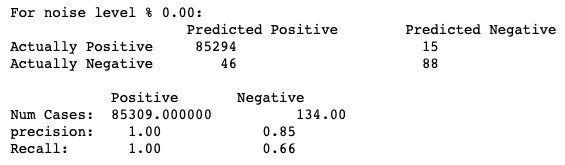 For noise level % 0.00:
Predicted Positive Predicted Negative
Actually Positive 85294 15
Actually Negative 46 88
Positive Negative
Num Cases: 85309.000000 134.00
precision: 1.00 0.85
Recall: 1.00 0.66